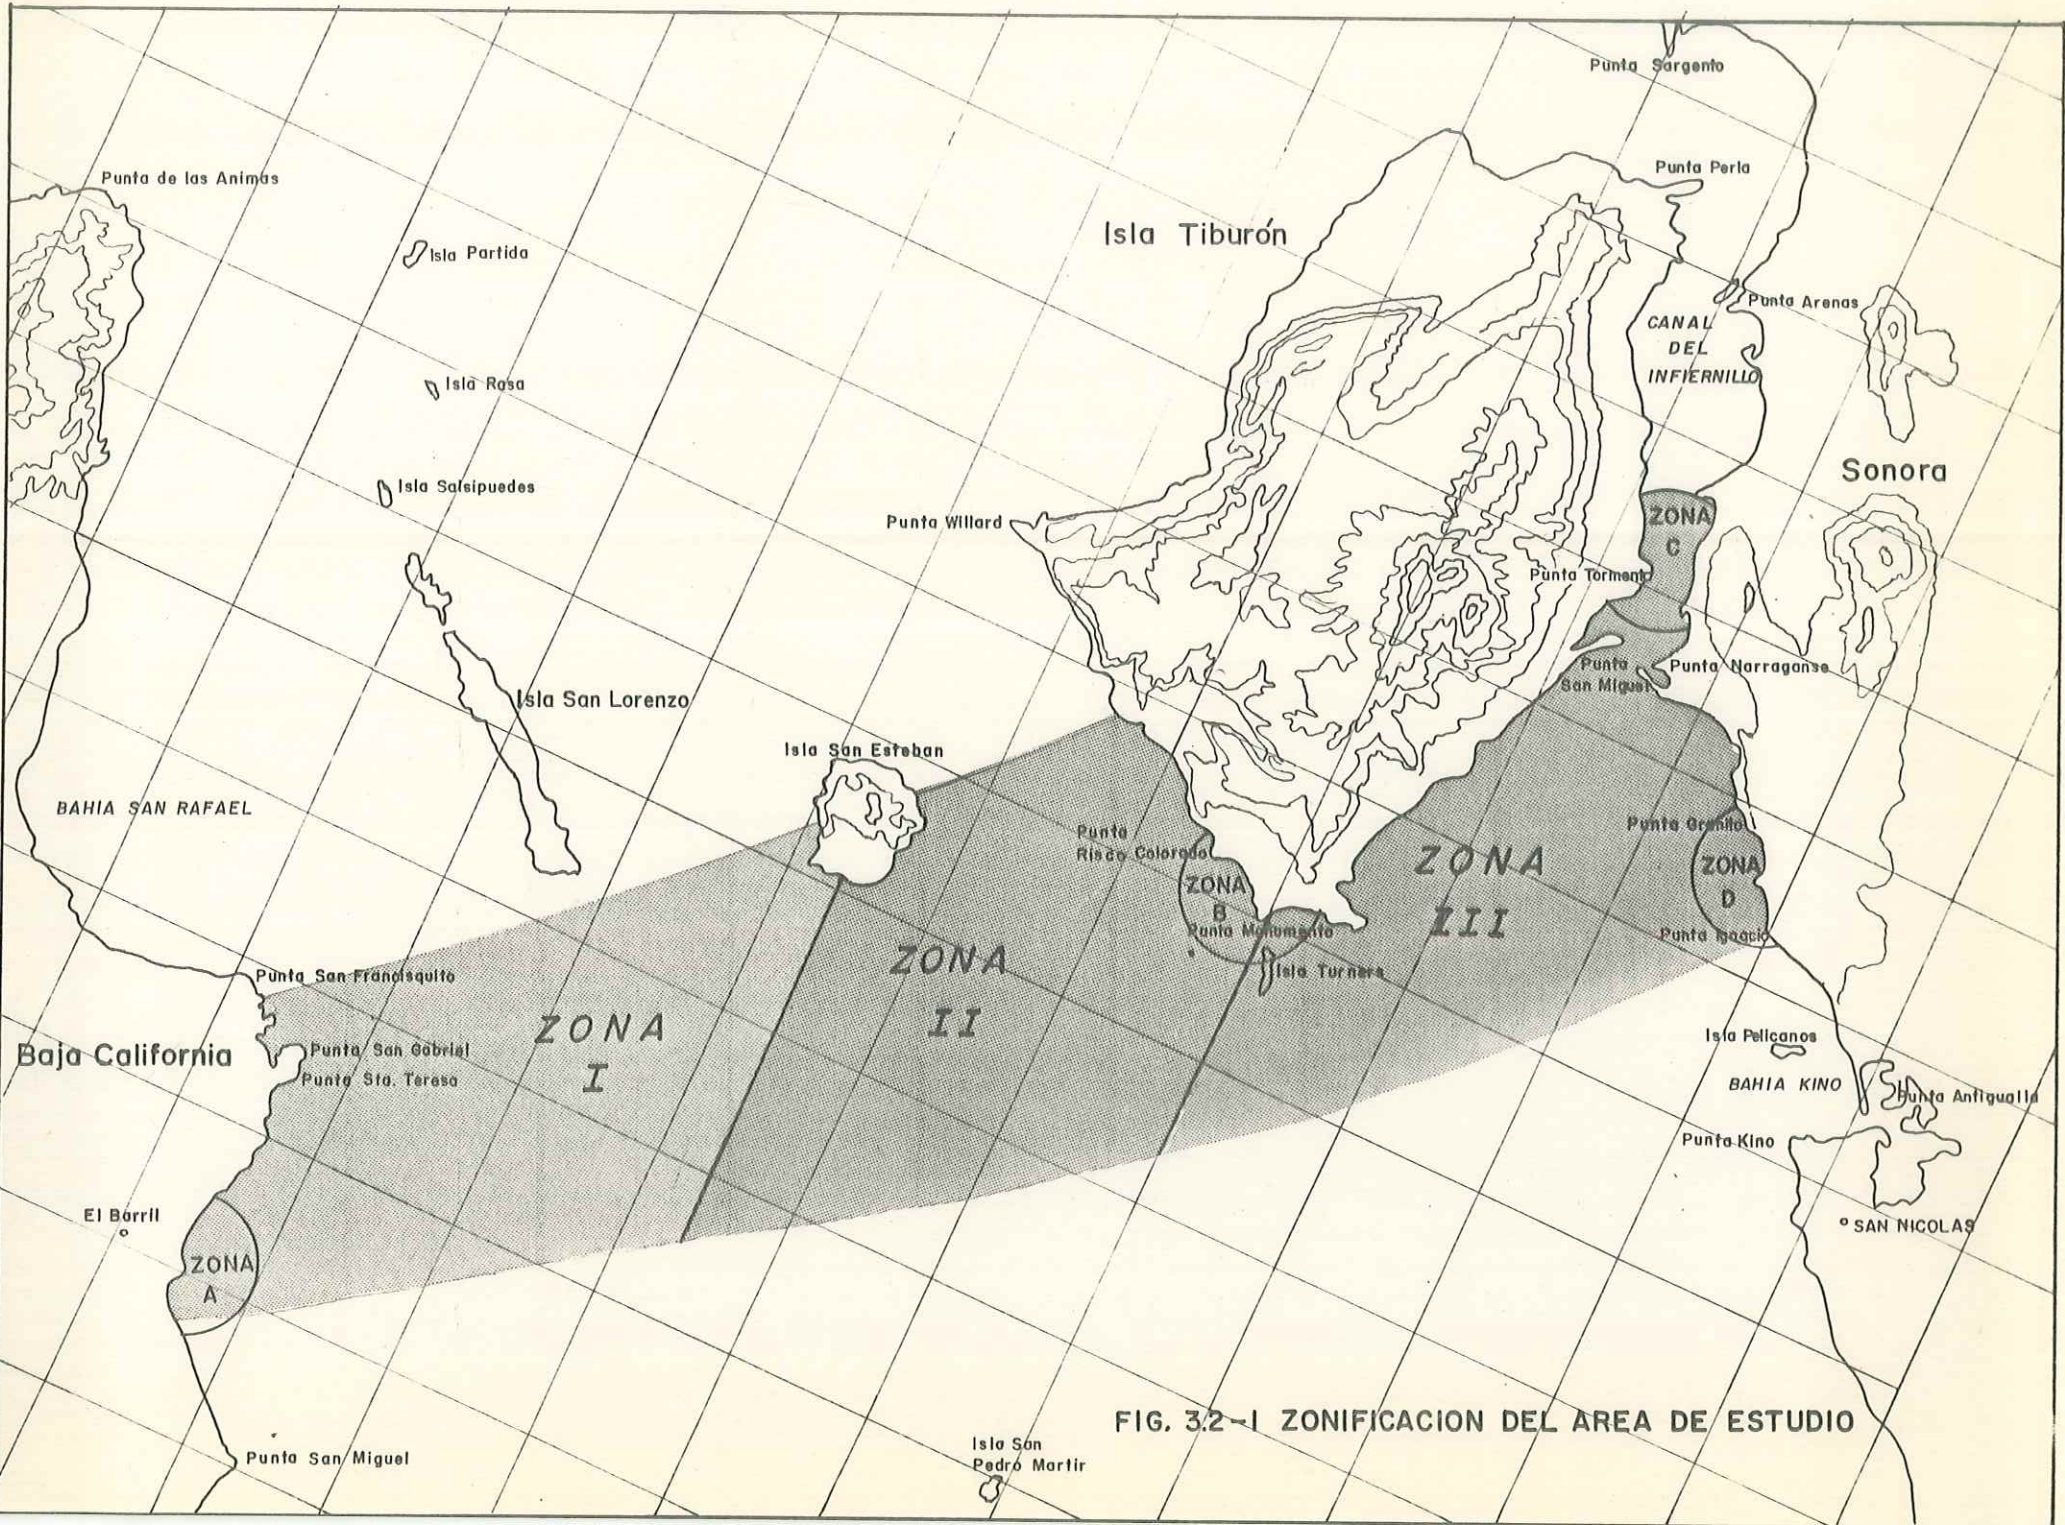 Punta Sargento
Punta de las Animas
Punta Perla
Isla Tiburón
Isla Partida
Punta Arenas
CANAL
DEL
INFIERNILLO
Isla Rasa
Sonora
Isla Salsipuedes
Punta Willard
ZONA
C
Punta Tormento
Punta
San Miguel
Punta Narraganse
Isla San Lorenzo
Isla San Esteban
BAHIA SAN RAFAEL
Punta
Risco Colorado
Punta Granito
ZONA
III
ZONA
B
ZONA
D
Punta Monumento
Punta Ignacio
ZONA
II
Isla Turners
Punta San Francisquito
ZONA
I
Isla Pelicanos
Baja California
Punta San Gabriel
Punta Sta. Teresa
BAHIA KINO
Punta Antigualla
Punta Kino
El Barril
SAN NICOLAS
ZONA
A
FIG. 3.2-1 ZONIFICACION DEL AREA DE ESTUDIO
Isla San
Pedro Martir
Punta San Miguel